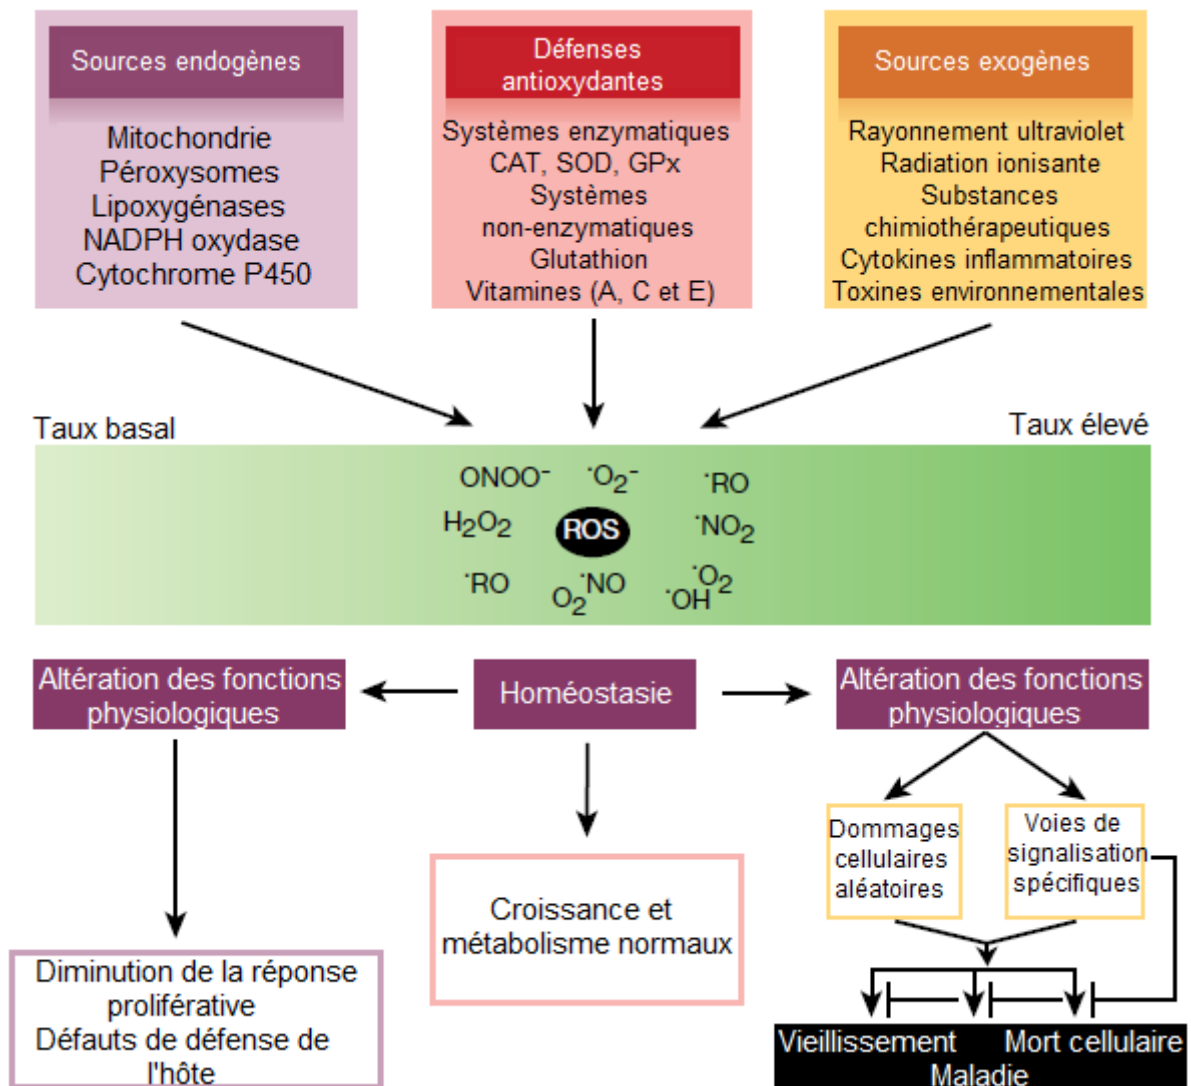 Sources endogènes
Mitochondrie
Péroxysomes
Lipoxygénases
NADPH oxydase
Cytochrome P450
Défenses
antioxydantes
Systèmes enzymatiques
CAT, SOD, GPx
Systèmes
non-enzymatiques
Glutathion
Vitamines (A, C et E)
Sources exogènes
Rayonnement ultraviolet
Radiation ionisante
Substances
chimiothérapeutiques
Cytokines inflammatoires
Toxines environnementales
Taux basal
Taux élevé
ONOO⁻
˙O₂⁻
˙RO
H₂O₂
ROS
˙NO₂
˙RO
O₂
˙NO
˙OH
˙O₂
Altération des fonctions
physiologiques
Homéostasie
Altération des fonctions
physiologiques
Dommages
cellulaires
aléatoires
Voies de
signalisation
spécifiques
Croissance et
métabolisme normaux
Diminution de la réponse
proliférative
Défauts de défense de
l'hôte
Vieillissement
Mort cellulaire
Maladie